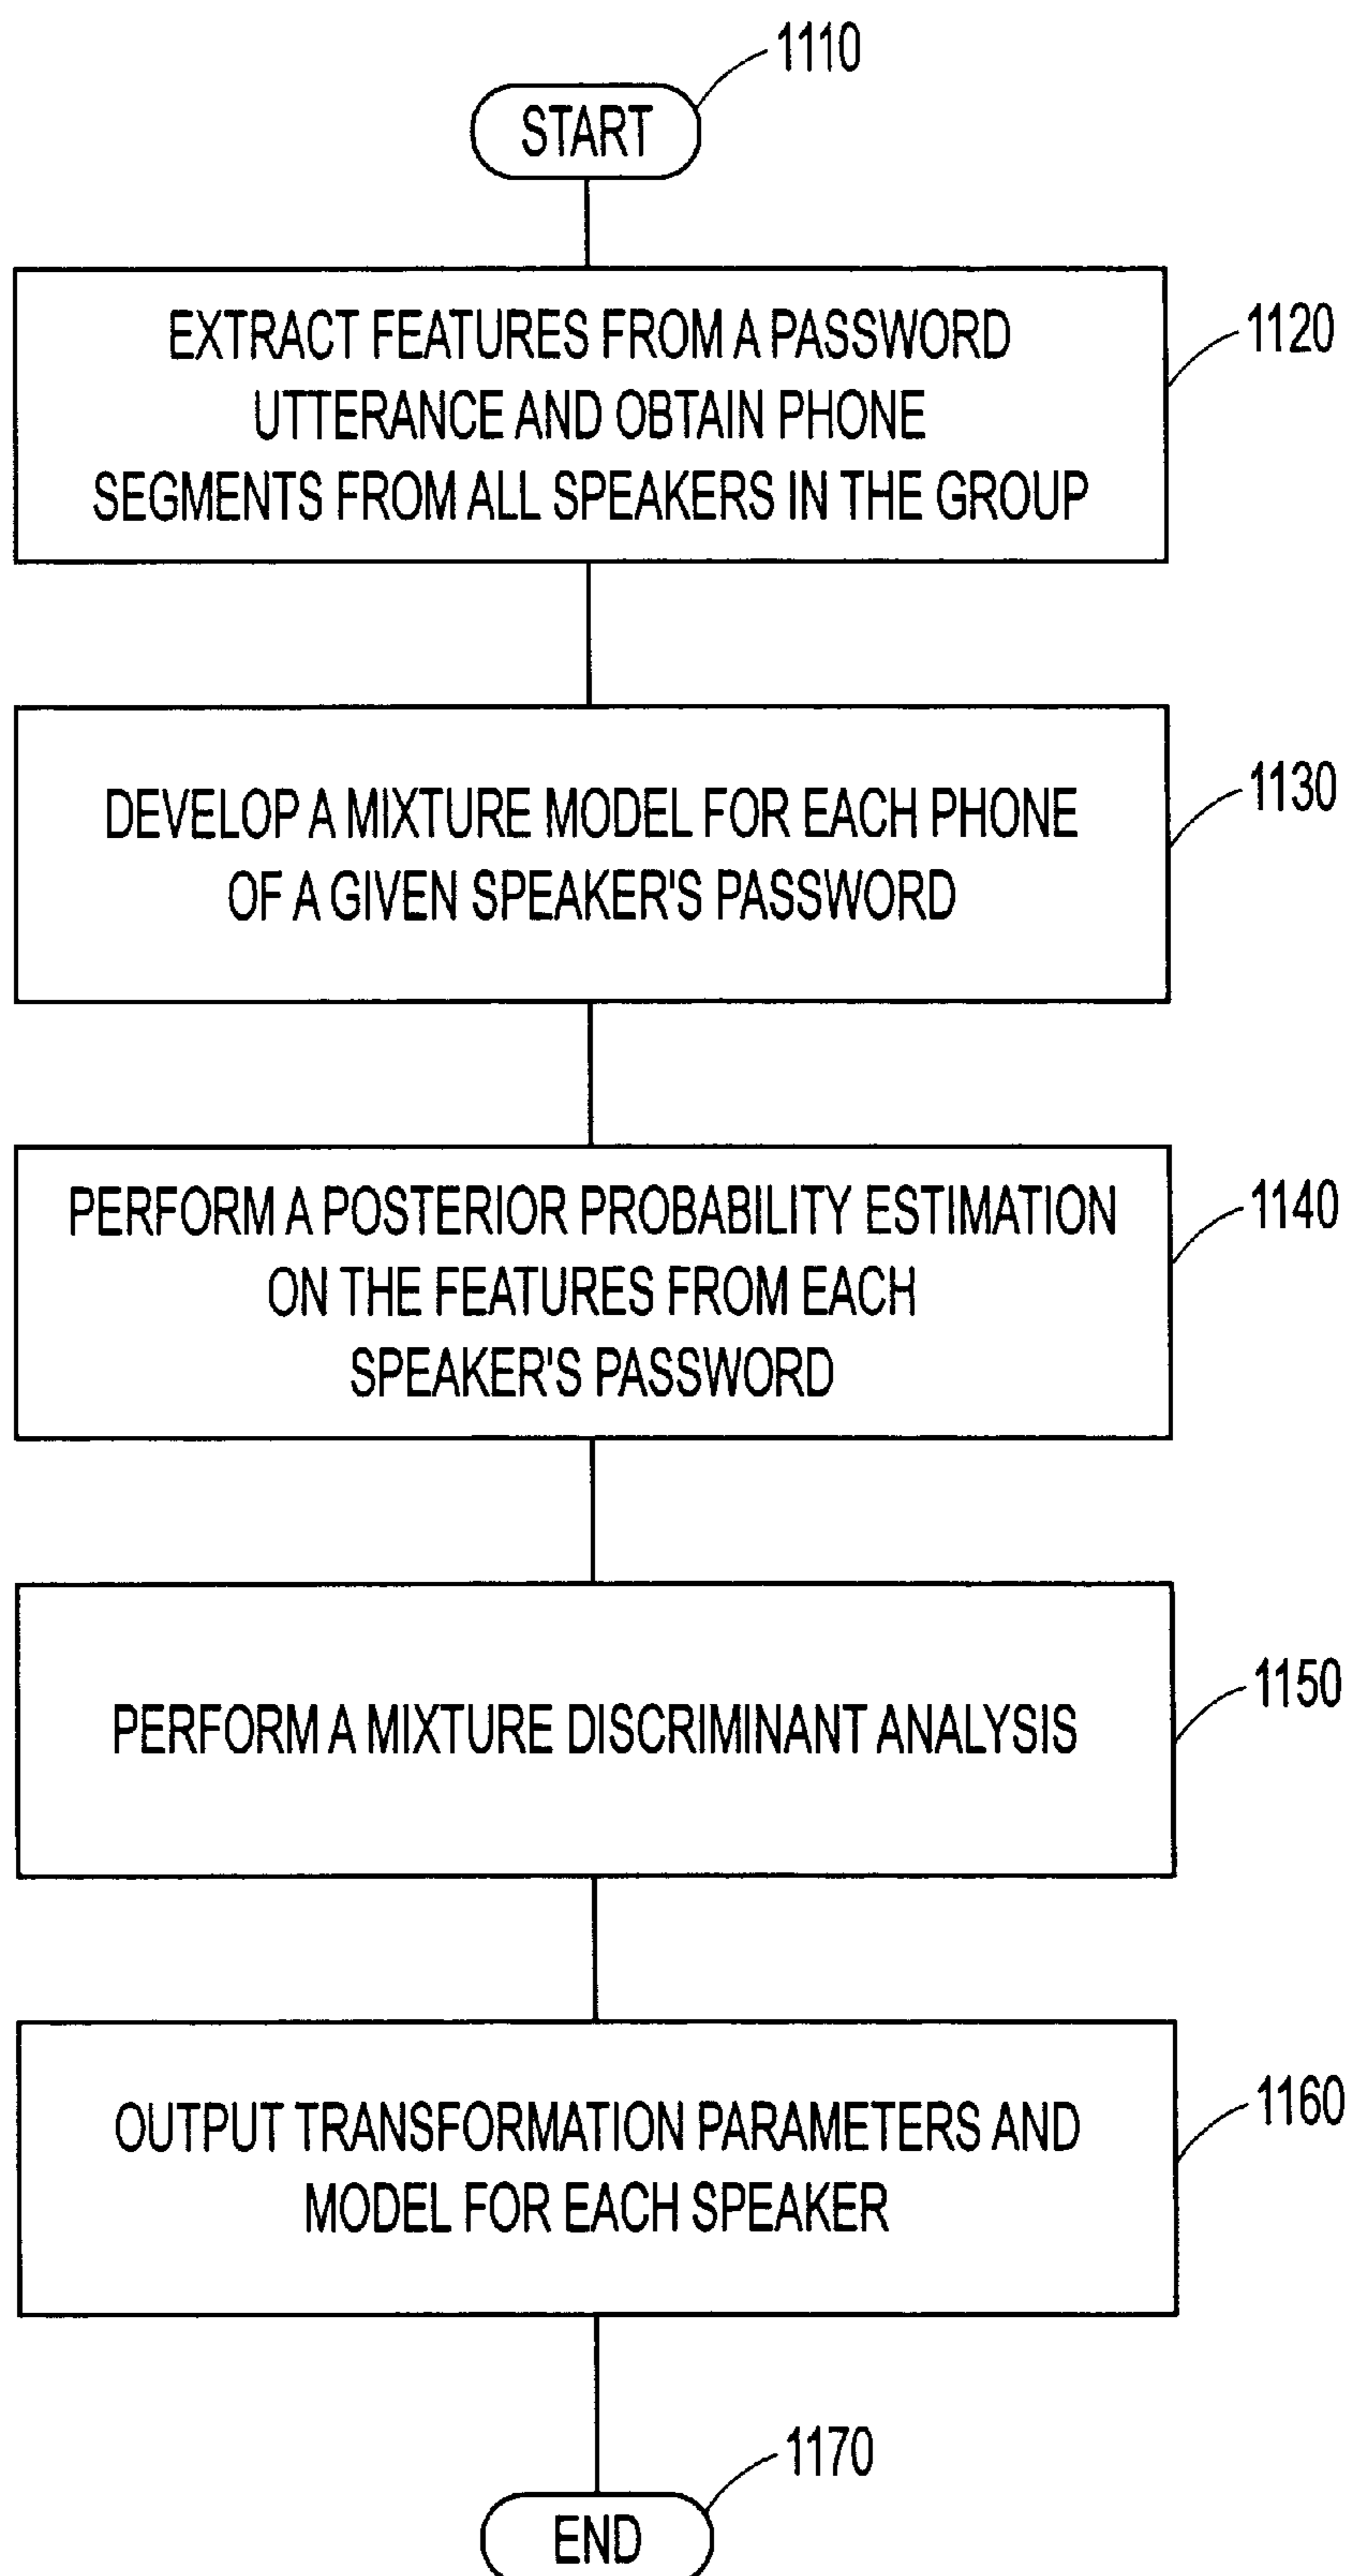 1110
START
EXTRACT FEATURES FROM A PASSWORD
UTTERANCE AND OBTAIN PHONE
SEGMENTS FROM ALL SPEAKERS IN THE GROUP
1120
DEVELOP A MIXTURE MODEL FOR EACH PHONE
OF A GIVEN SPEAKER'S PASSWORD
1130
PERFORM A POSTERIOR PROBABILITY ESTIMATION
ON THE FEATURES FROM EACH
SPEAKER'S PASSWORD
1140
PERFORM A MIXTURE DISCRIMINANT ANALYSIS
1150
OUTPUT TRANSFORMATION PARAMETERS AND
MODEL FOR EACH SPEAKER
1160
1170
END